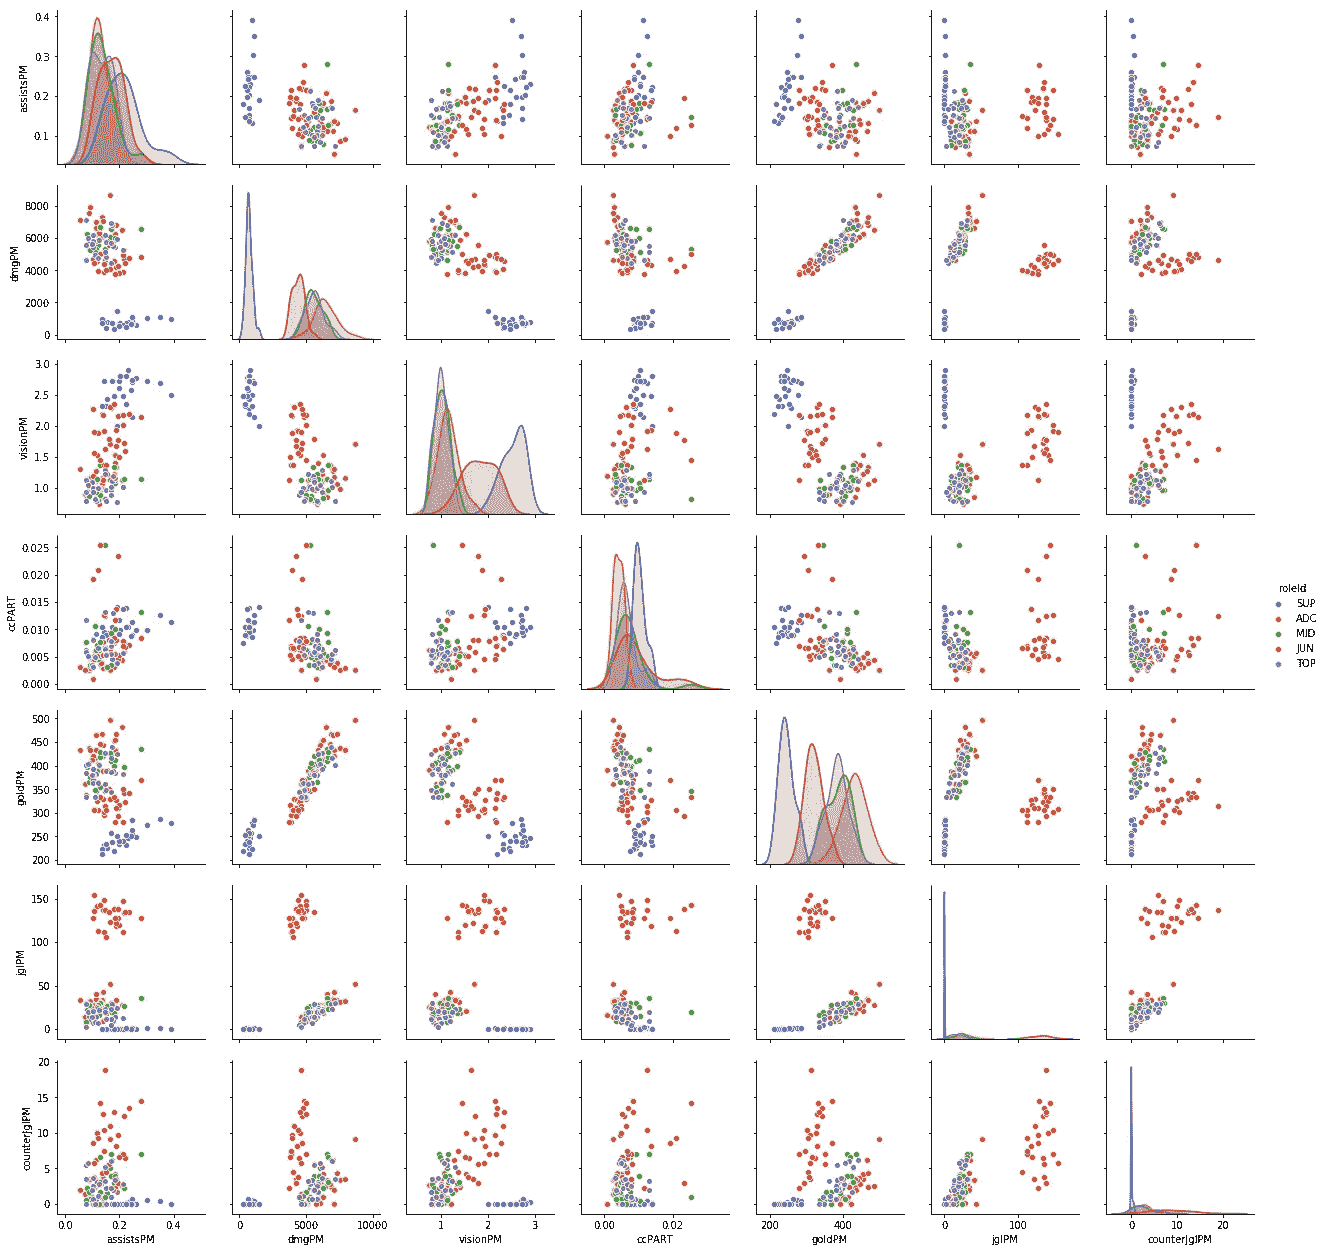 0.4
0.3
0.2
0.1
assistsPM
8000
6000
4000
2000
0
dmgPM
3.0
2.5
2.0
1.5
1.0
visionPM
0.025
0.020
0.015
0.010
0.005
0.000
ccPART
roleId
SUP
ADC
MID
JUN
TOP
500
450
400
350
300
250
200
goldPM
150
100
50
0
jglPM
20
15
10
5
0
counterJglPM
0.0 0.2 0.4 0 5000 10000 1 2 3 0.00 0.02 200 400 0 100 0 10 20
assistsPM dmgPM visionPM ccPART goldPM jglPM counterJglPM